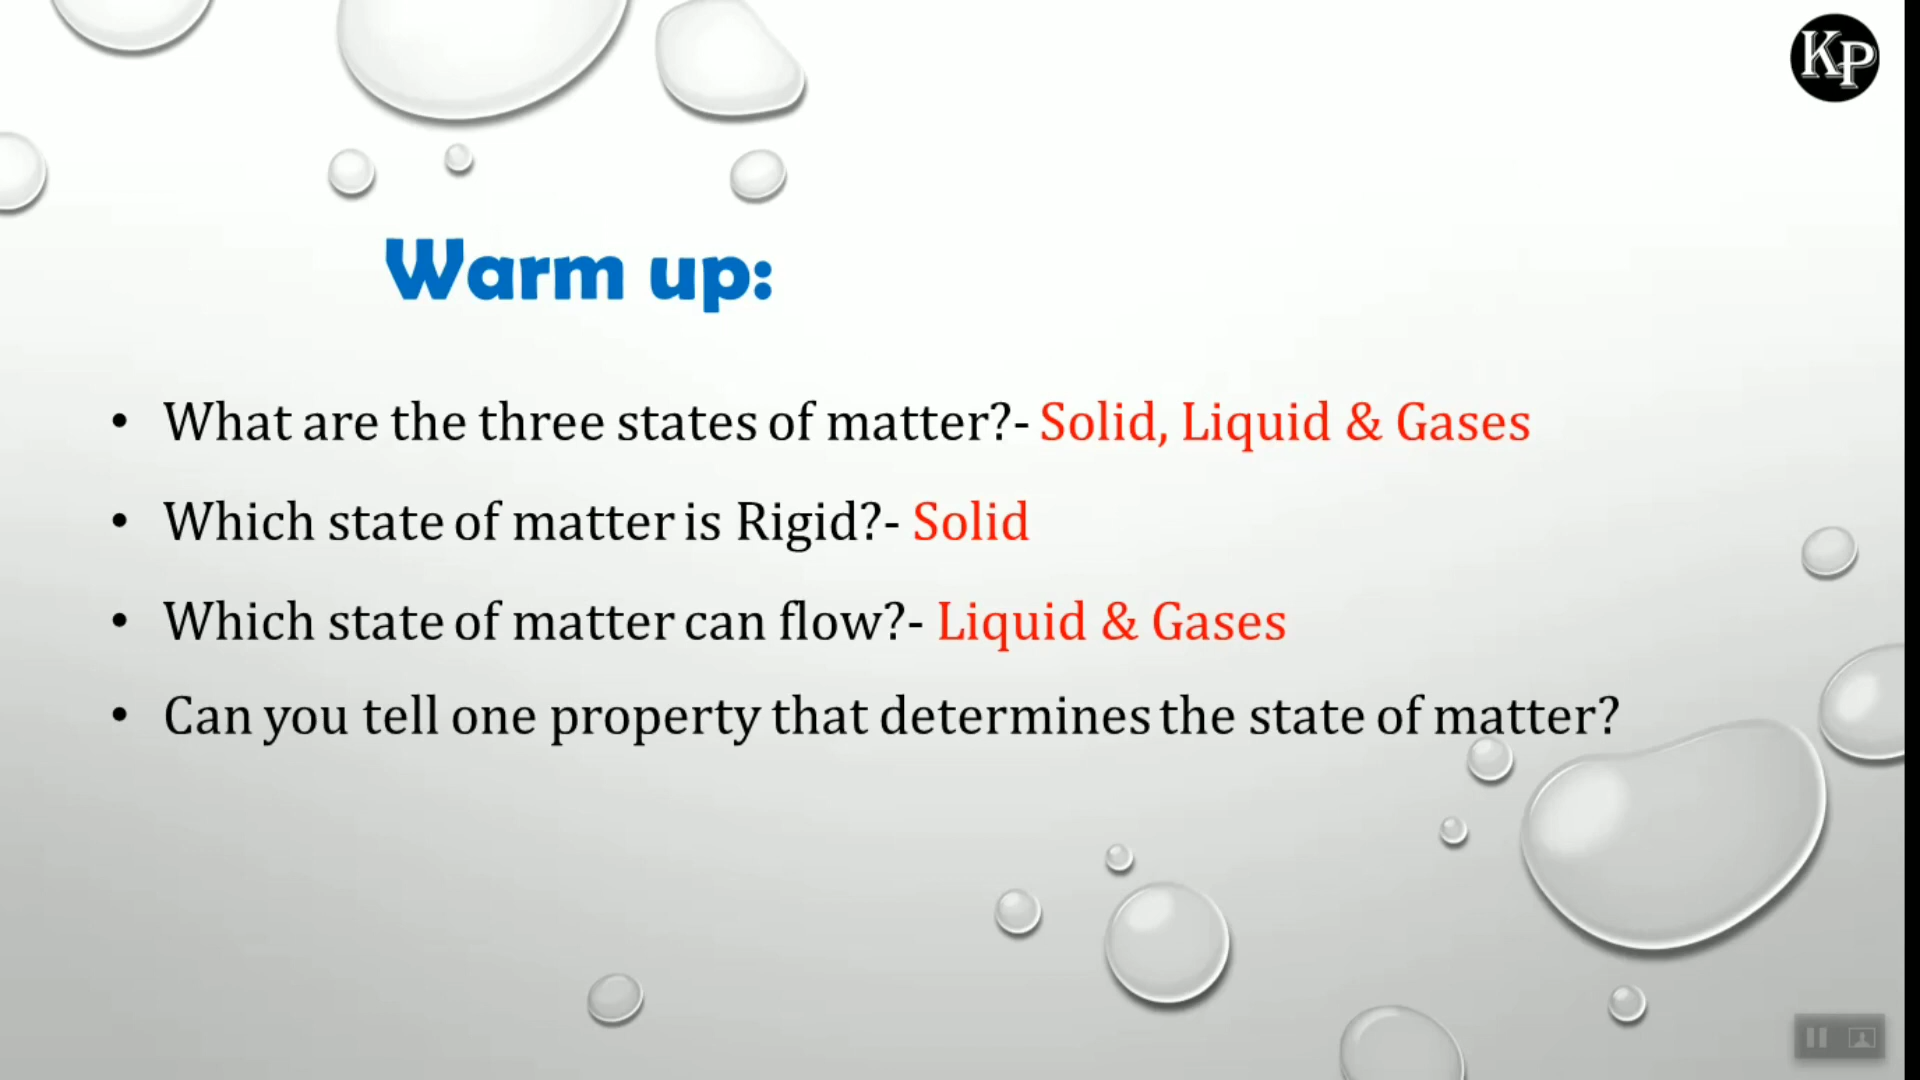 KP
Warm up:
• What are the three states of matter?- Solid, Liquid & Gases
• Which state of matter is Rigid?- Solid
• Which state of matter can flow?- Liquid & Gases
• Can you tell one property that determines the state of matter?